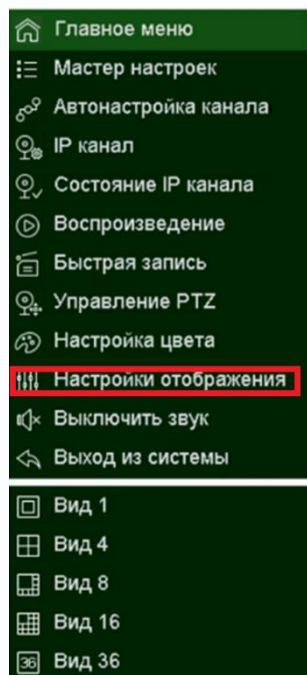 Главное меню
Мастер настроек
Автонастройка канала
IP канал
Состояние IP канала
Воспроизведение
Быстрая запись
Управление PTZ
Настройка цвета
Настройки отображения
Выключить звук
Выход из системы
Вид 1
Вид 4
Вид 8
Вид 16
36 Вид 36